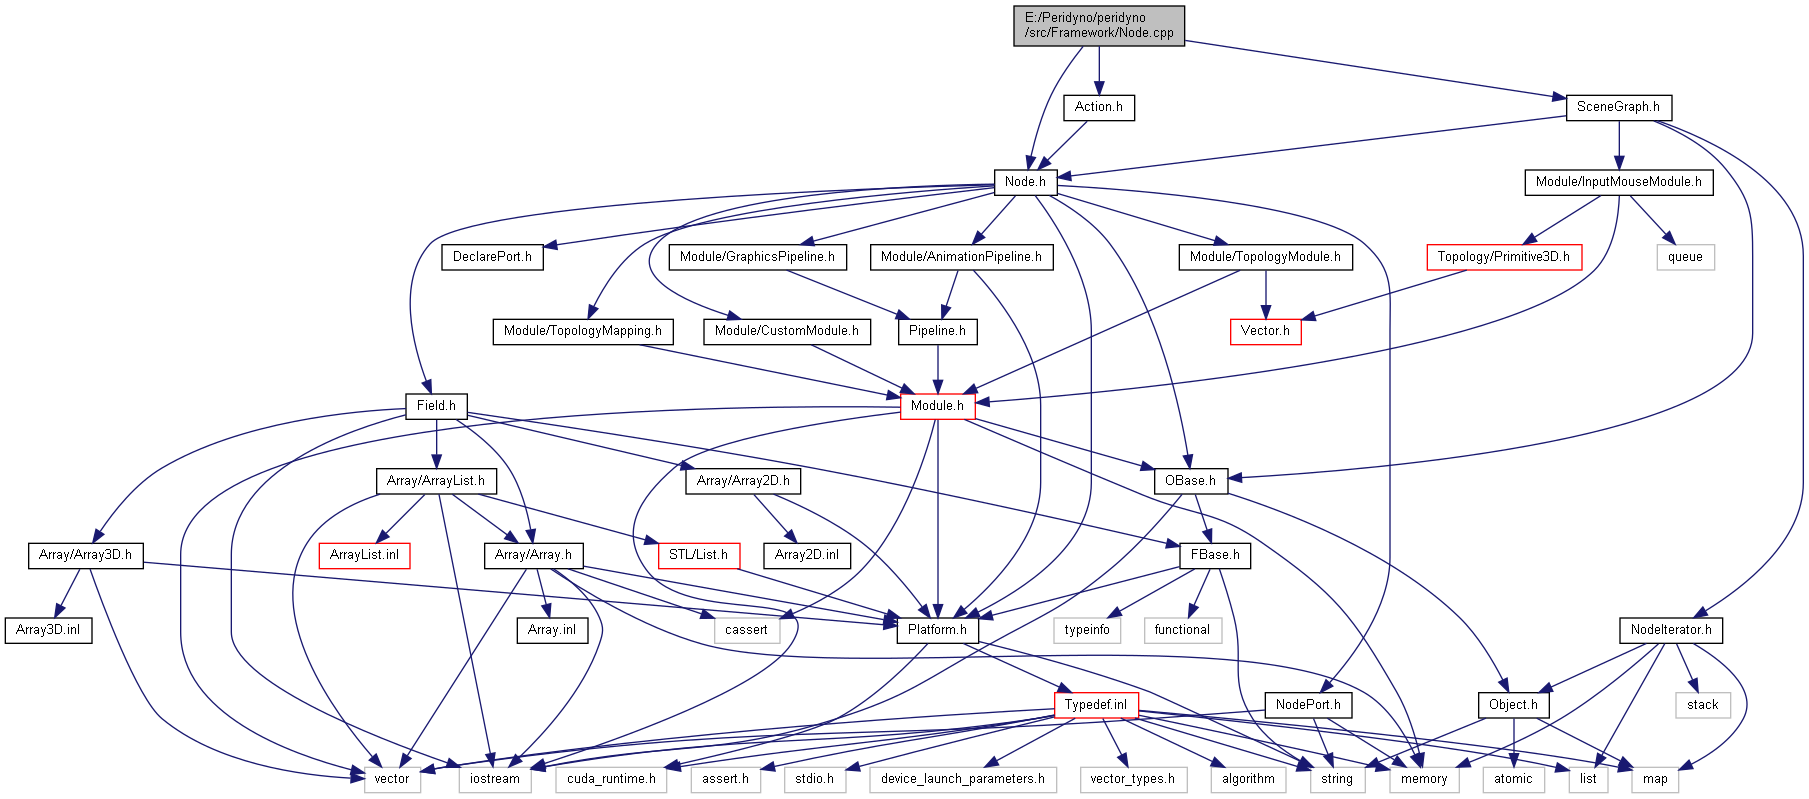 E:/Peridyno/peridyno
/src/Framework/Node.cpp
Action.h
SceneGraph.h
Node.h
Module/InputMouseModule.h
DeclarePort.h
Module/GraphicsPipeline.h
Module/AnimationPipeline.h
Module/TopologyModule.h
Topology/Primitive3D.h
queue
Module/TopologyMapping.h
Module/CustomModule.h
Pipeline.h
Vector.h
Field.h
Module.h
Array/ArrayList.h
Array/Array2D.h
OBase.h
Array/Array3D.h
ArrayList.inl
Array/Array.h
STL/List.h
Array2D.inl
FBase.h
Array3D.inl
Array.inl
cassert
Platform.h
typeinfo
functional
NodeIterator.h
Typedef.inl
NodePort.h
Object.h
stack
vector
iostream
cuda_runtime.h
assert.h
stdio.h
device_launch_parameters.h
vector_types.h
algorithm
string
memory
atomic
list
map